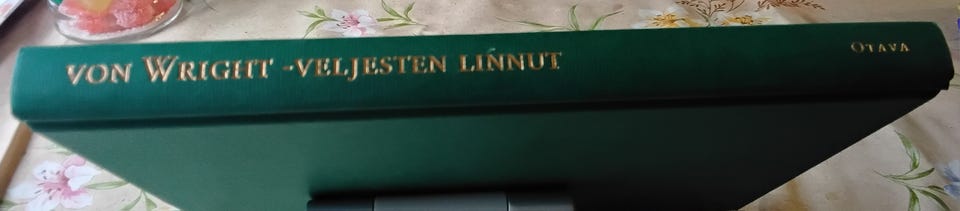 VON WRIGHT -VELJESTEN LINNUT
OTAVA